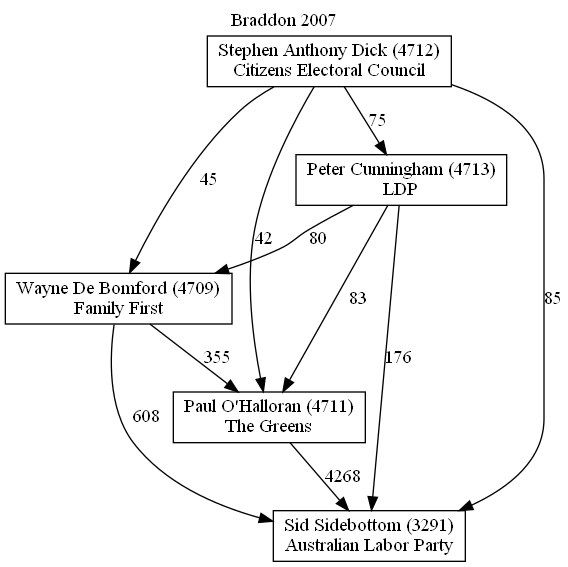 Braddon 2007
Stephen Anthony Dick (4712)
Citizens Electoral Council
75
Peter Cunningham (4713)
LDP
45
42
80
Wayne De Bomford (4709)
Family First
83
85
355
176
Paul O'Halloran (4711)
The Greens
608
4268
Sid Sidebottom (3291)
Australian Labor Party